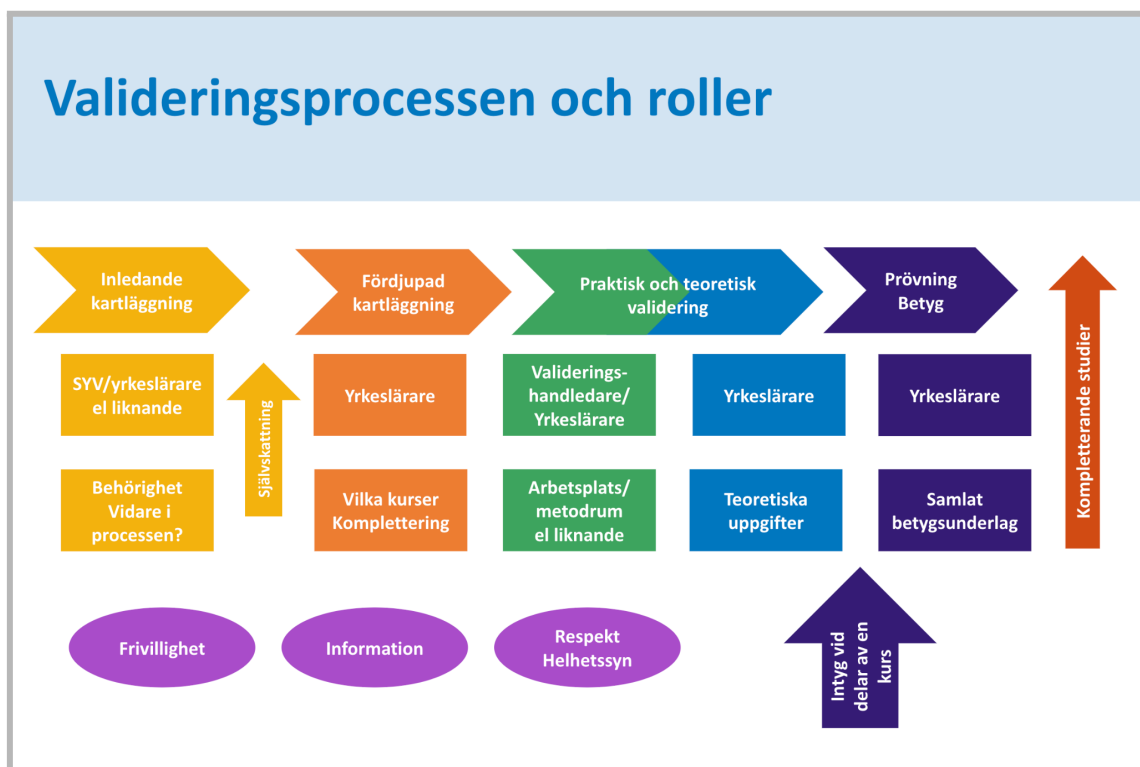 Valideringsprocessen och roller
Inledande
kartläggning
Fördjupad
kartläggning
Praktisk och teoretisk
validering
Prövning
Betyg
SYV/yrkeslärare
el liknande
Självskattning
Yrkeslärare
Validerings-
handledare/
Yrkeslärare
Yrkeslärare
Yrkeslärare
Kompletterande studier
Behörighet
Vidare i
processen?
Vilka kurser
Komplettering
Arbetsplats/
metodrum
el liknande
Teoretiska
uppgifter
Samlat
betygsunderlag
Frivillighet
Information
Respekt
Helhetssyn
Intyg vid
delar av en
kurs